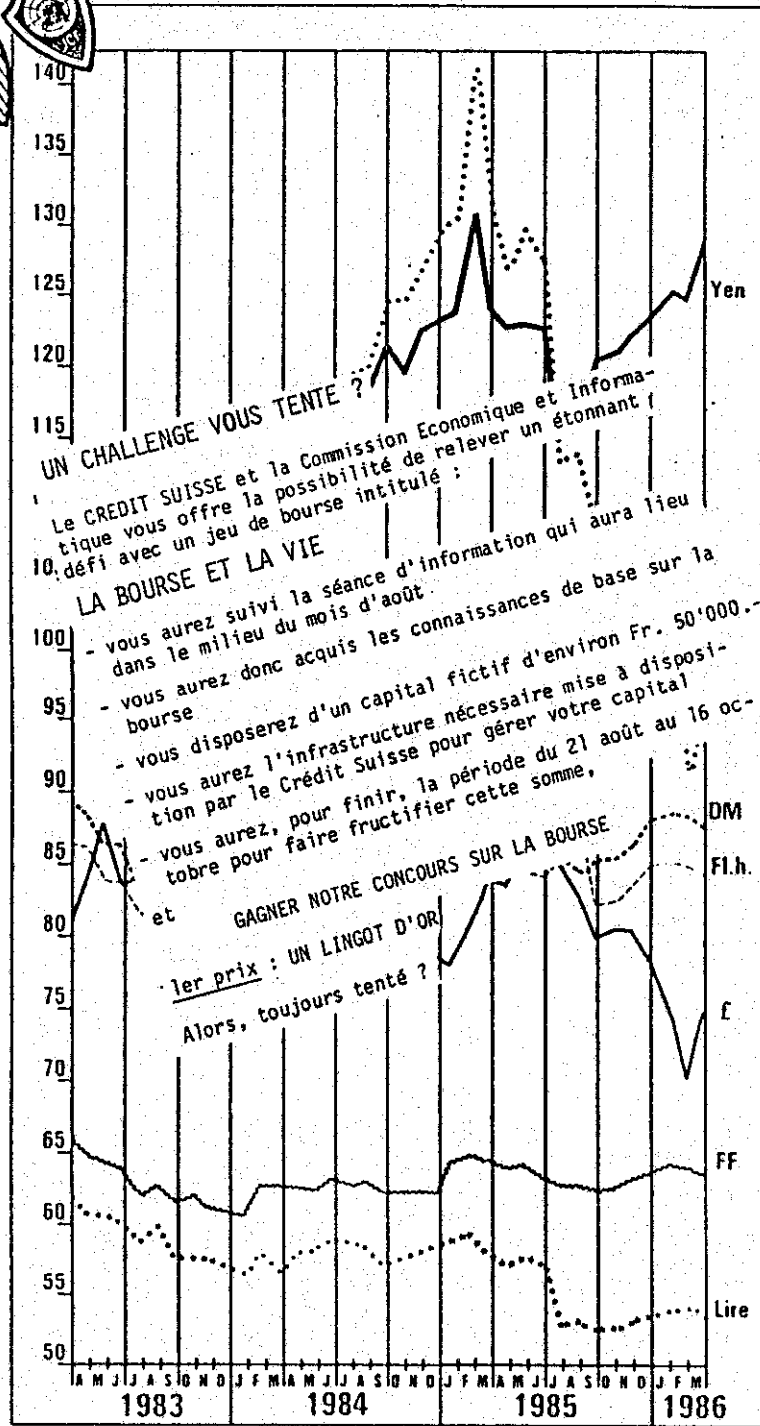 140
135
130
125
120
115
10
100
95
90
85
80
75
70
65
60
55
50
Yen
DM
Fl.h.
£
FF
Lire
UN CHALLENGE VOUS TENTE ?
Le CREDIT SUISSE et la Commission Economique et Informa-
tique vous offre la possibilité de relever un étonnant
défi avec un jeu de bourse intitulé :
LA BOURSE ET LA VIE
- vous aurez suivi la séance d'information qui aura lieu
dans le milieu du mois d'août
- vous aurez donc acquis les connaissances de base sur la
bourse
- vous disposerez d'un capital fictif d'environ Fr. 50'000.-
- vous aurez l'infrastructure nécessaire mise à disposi-
tion par le Crédit Suisse pour gérer votre capital
- vous aurez, pour finir, la période du 21 août au 16 oc-
tobre pour faire fructifier cette somme,
et GAGNER NOTRE CONCOURS SUR LA BOURSE
1er prix : UN LINGOT D'OR
Alors, toujours tenté ?
A M J J A S O N D J F M A M J J A S O N D J F M A M J J A S O N D J F M
1983 1984 1985 1986